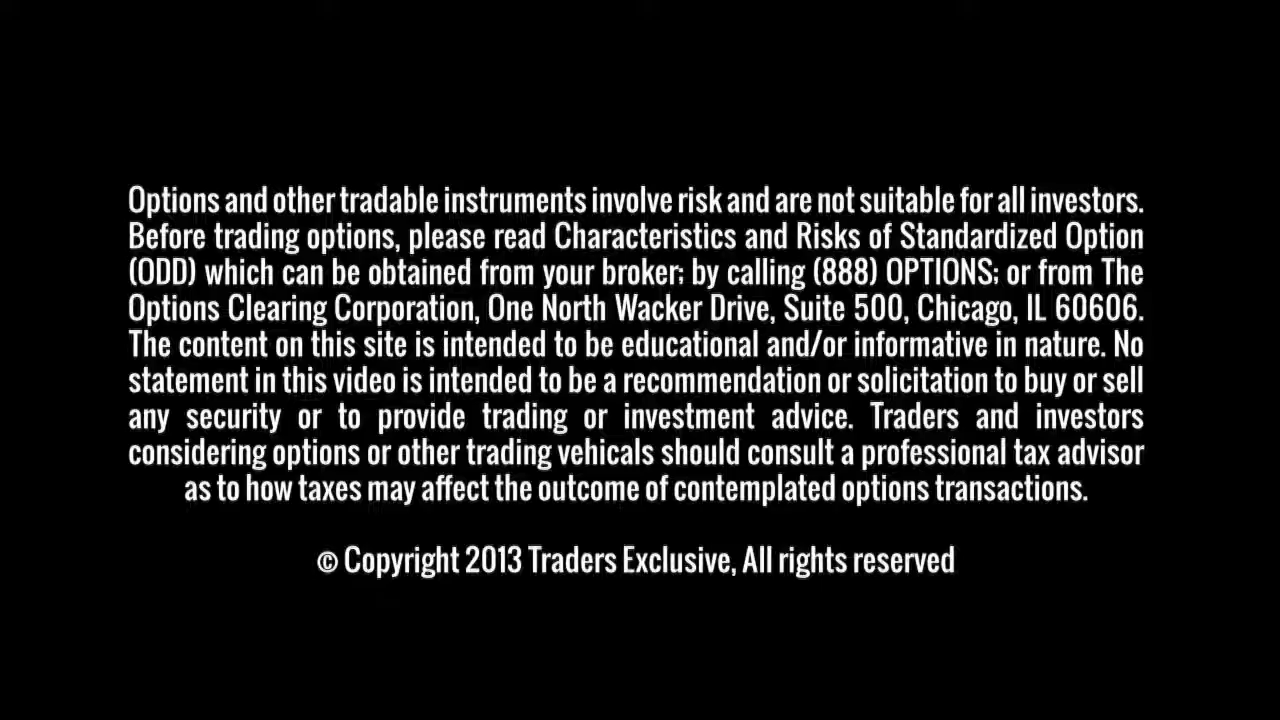 Options and other tradable instruments involve risk and are not suitable for all investors.
Before trading options, please read Characteristics and Risks of Standardized Option
(ODD) which can be obtained from your broker; by calling (888) OPTIONS; or from The
Options Clearing Corporation, One North Wacker Drive, Suite 500, Chicago, IL 60606.
The content on this site is intended to be educational and/or informative in nature. No
statement in this video is intended to be a recommendation or solicitation to buy or sell
any security or to provide trading or investment advice. Traders and investors
considering options or other trading vehicals should consult a professional tax advisor
as to how taxes may affect the outcome of contemplated options transactions.
© Copyright 2013 Traders Exclusive, All rights reserved